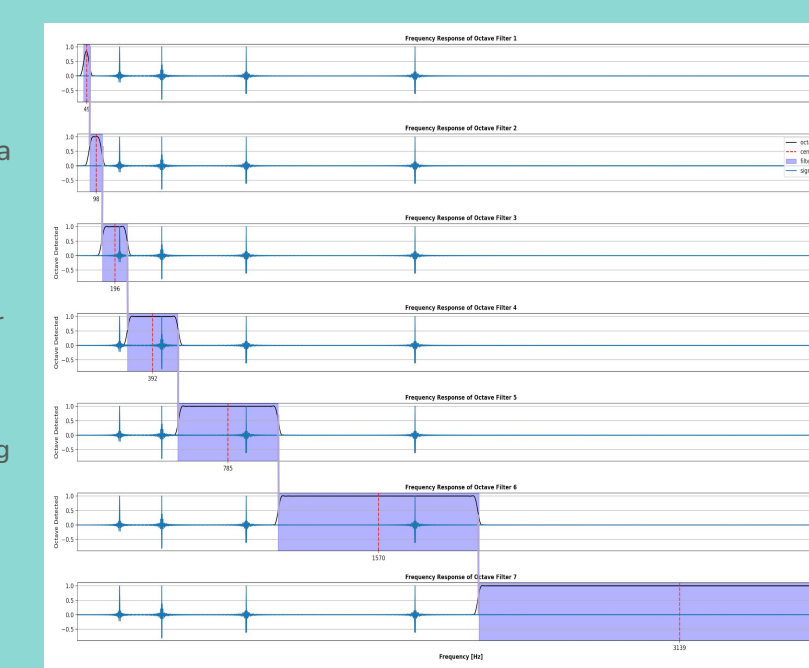 Frequency Response of Octave Filter 1
1.0
0.5
0.0
−0.5
49
Frequency Response of Octave Filter 2
1.0
0.5
0.0
−0.5
98
a
Frequency Response of Octave Filter 3
Octave Detected
1.0
0.5
0.0
−0.5
196
Frequency Response of Octave Filter 4
Octave Detected
1.0
0.5
0.0
−0.5
392
r
Frequency Response of Octave Filter 5
Octave Detected
1.0
0.5
0.0
−0.5
785
g
Frequency Response of Octave Filter 6
Octave Detected
1.0
0.5
0.0
−0.5
1570
Frequency Response of Octave Filter 7
1.0
0.5
0.0
−0.5
3139
Frequency [Hz]